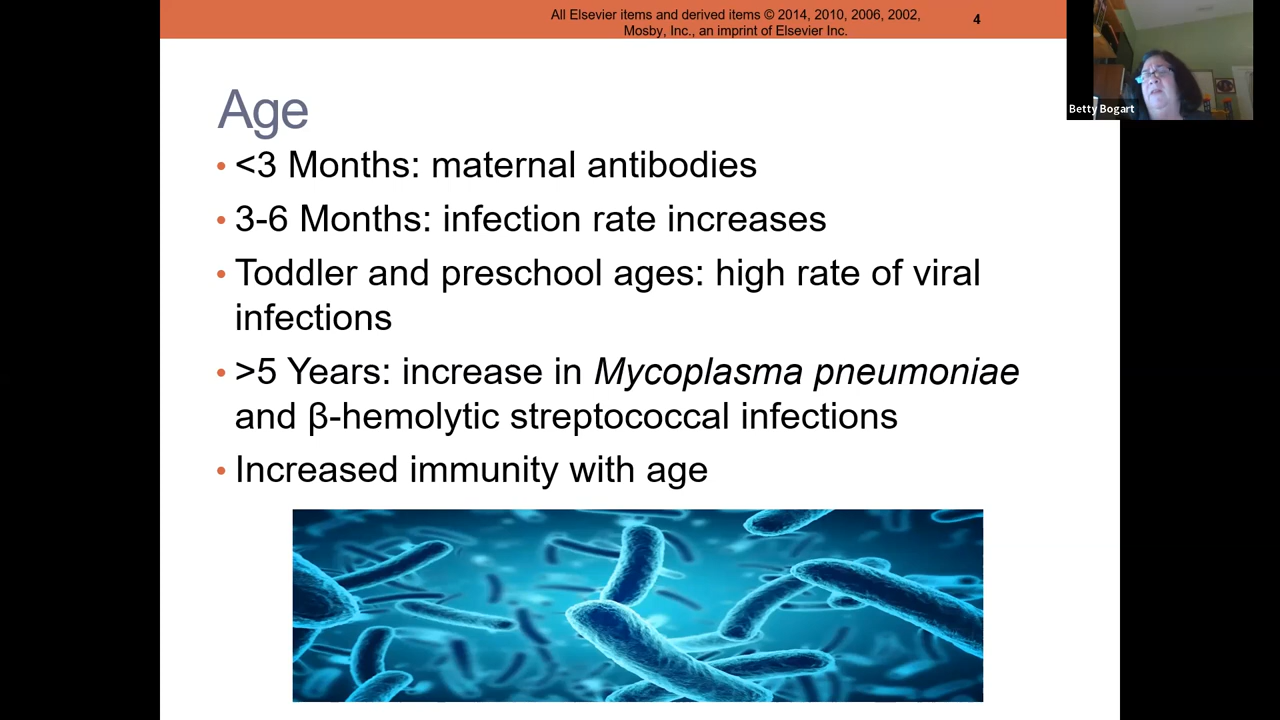 All Elsevier items and derived items © 2014, 2010, 2006, 2002,
Mosby, Inc., an imprint of Elsevier Inc.
4
Betty Bogart
Age
• <3 Months: maternal antibodies
• 3-6 Months: infection rate increases
• Toddler and preschool ages: high rate of viral
infections
• >5 Years: increase in Mycoplasma pneumoniae
and β-hemolytic streptococcal infections
• Increased immunity with age